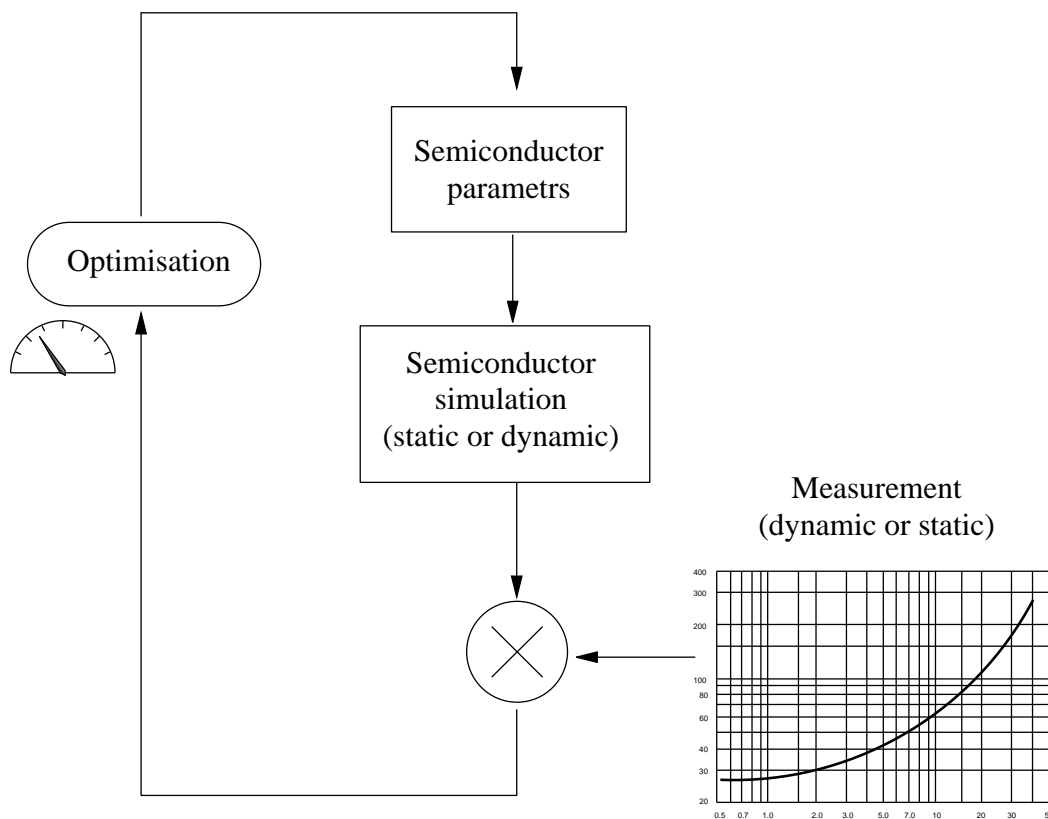 Semiconductor
parametrs
Optimisation
Semiconductor
simulation
(static or dynamic)
Measurement
(dynamic or static)
400
300
200
100
80
60
40
30
20
0.5 0.7 1.0 2.0 3.0 5.0 7.0 10 20 30